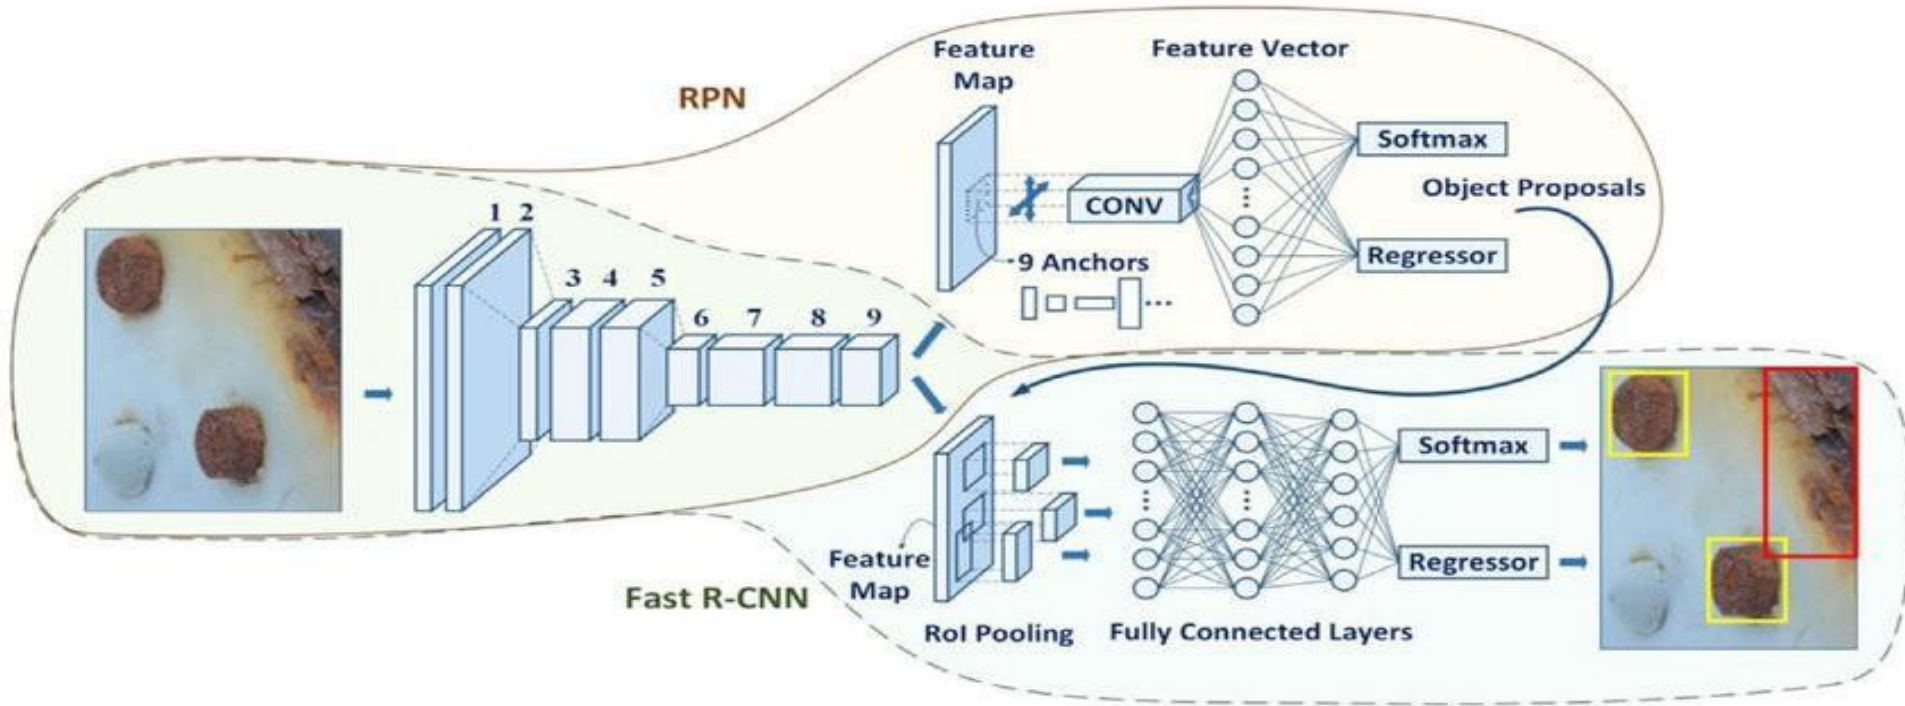 Feature
Map
Feature Vector
RPN
Softmax
Object Proposals
CONV
Regressor
9 Anchors
1 2
3 4 5
6 7 8 9
Softmax
Regressor
Feature
Map
Fast R-CNN
RoI Pooling
Fully Connected Layers